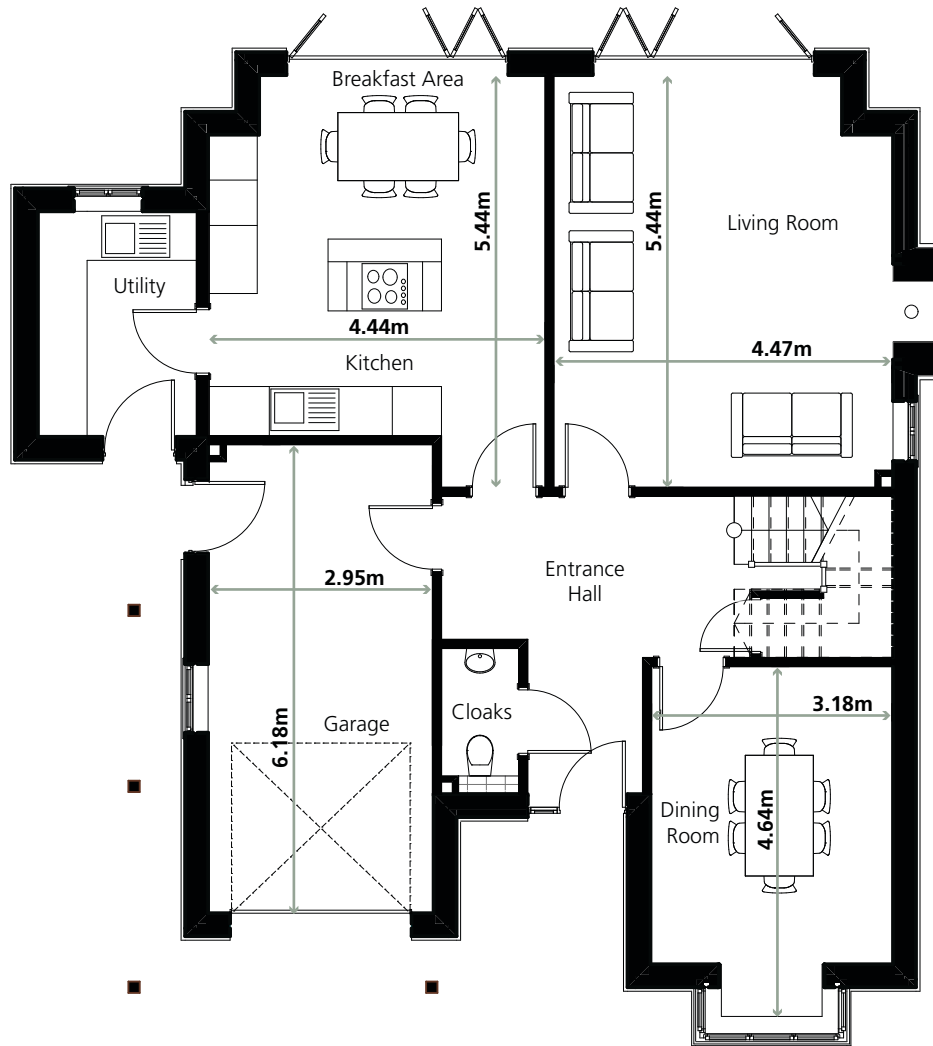 Breakfast Area
5.44m
5.44m
Living Room
Utility
4.44m
4.47m
Kitchen
Entrance
Hall
2.95m
3.18m
Cloaks
Garage
6.18m
Dining
Room
4.64m